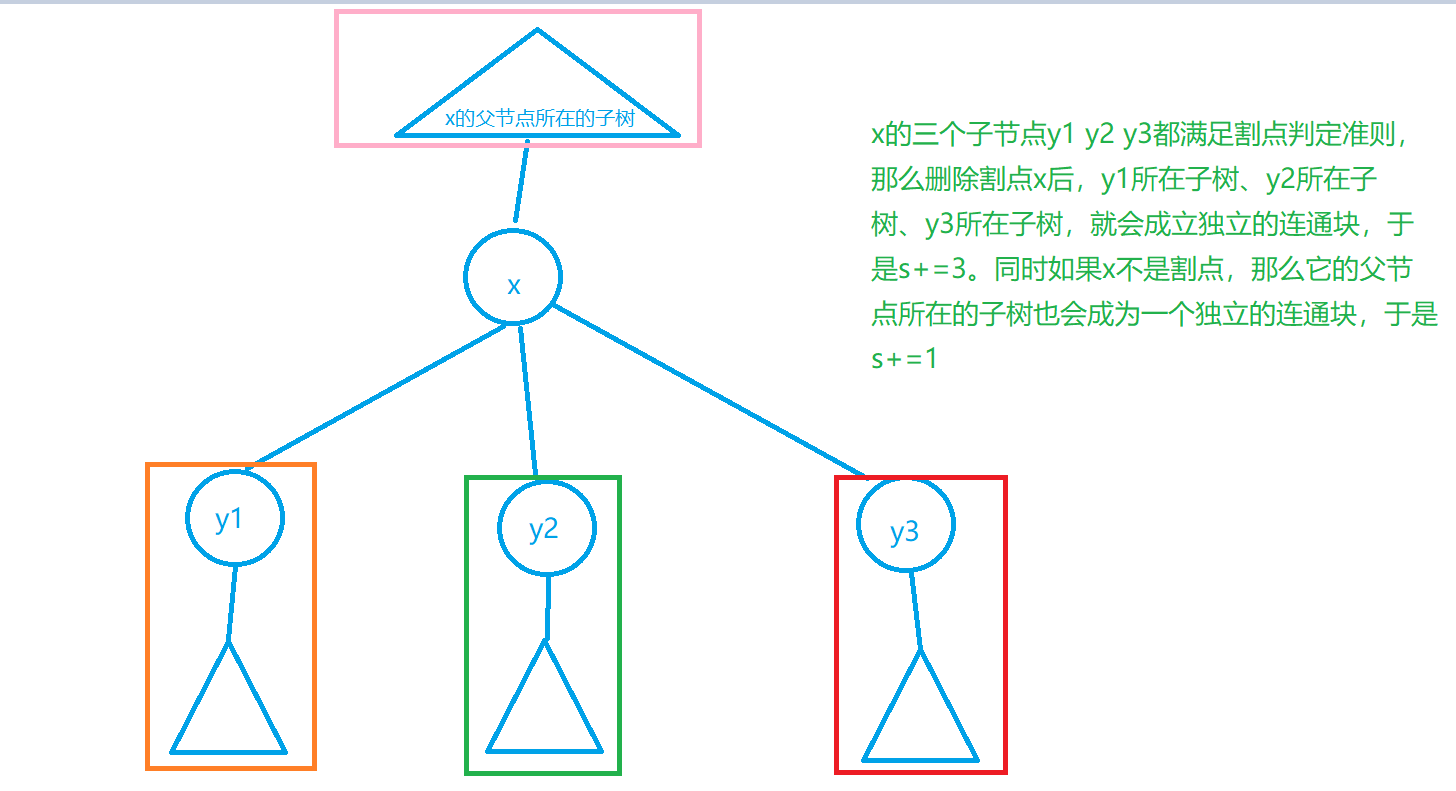 x的父节点所在的子树
x的三个子节点y1 y2 y3都满足割点判定准则，
那么删除割点x后，y1所在子树、y2所在子
树、y3所在子树，就会成立独立的连通块，于
是s+=3。同时如果x不是割点，那么它的父节
点所在的子树也会成为一个独立的连通块，于是
s+=1
x
y1
y2
y3